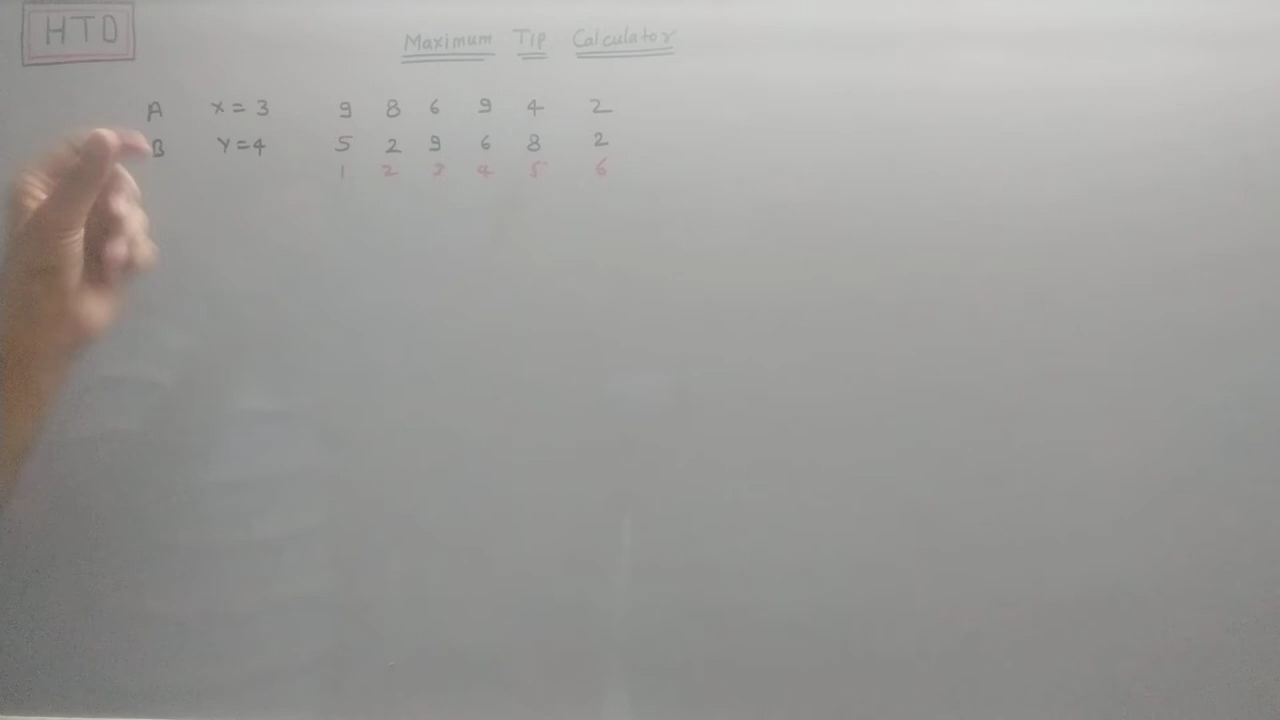 HTD
Maximum Tip Calculator
A X = 3 9 8 6 9 4 2
B Y = 4 5 2 9 6 8 2
1 2 3 4 5 6